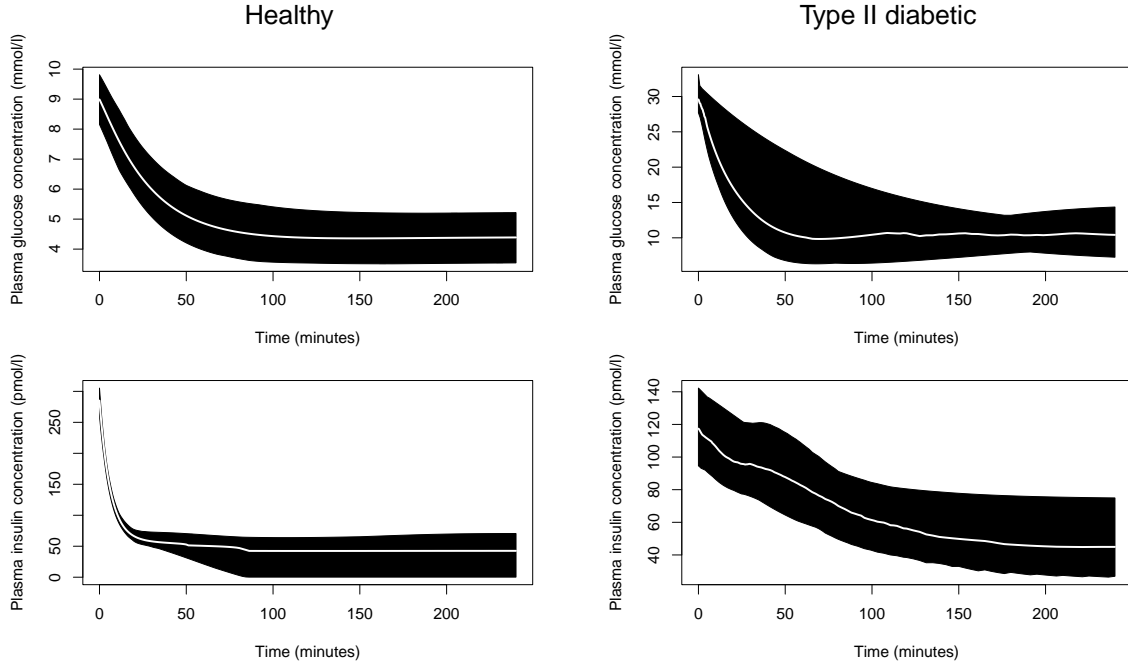 Healthy
Type II diabetic
Plasma glucose concentration (mmol/l)
10
9
8
7
6
5
4
0 50 100 150 200
Time (minutes)
Plasma glucose concentration (mmol/l)
30
25
20
15
10
0 50 100 150 200
Time (minutes)
Plasma insulin concentration (pmol/l)
250
150
50
0
0 50 100 150 200
Time (minutes)
Plasma insulin concentration (pmol/l)
140
120
100
80
60
40
0 50 100 150 200
Time (minutes)